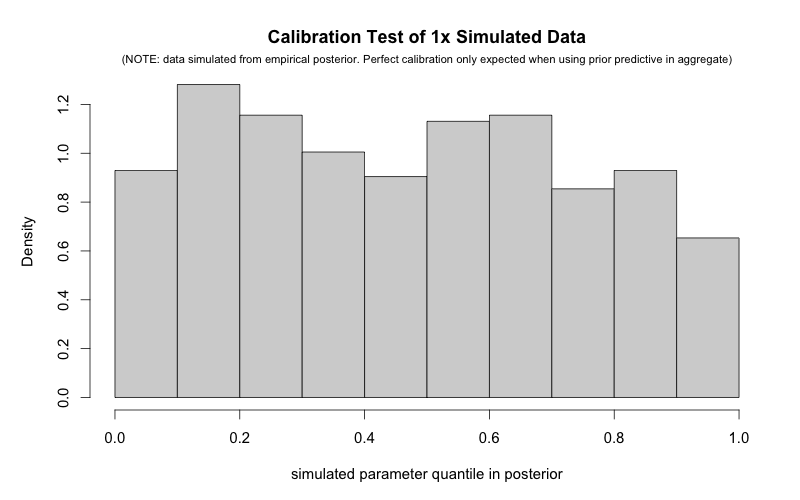 Calibration Test of 1x Simulated Data
(NOTE: data simulated from empirical posterior. Perfect calibration only expected when using prior predictive in aggregate)
Density
1.2
1.0
0.8
0.6
0.4
0.2
0.0
0.0 0.2 0.4 0.6 0.8 1.0
simulated parameter quantile in posterior